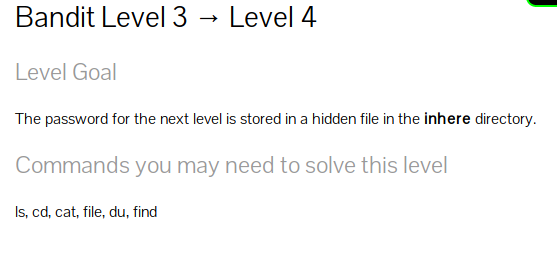 Bandit Level 3 → Level 4
Level Goal
The password for the next level is stored in a hidden file in the inhere directory.
Commands you may need to solve this level
ls, cd, cat, file, du, find